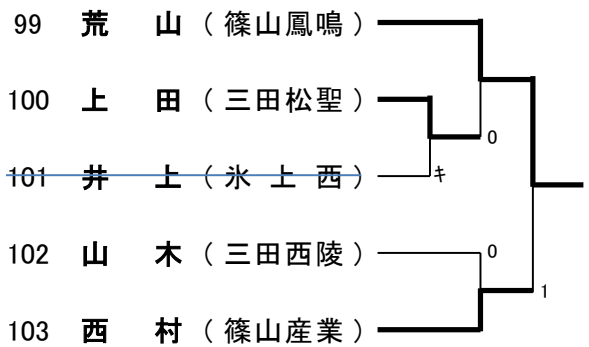 99 荒 山 ( 篠山鳳鳴 )
100 上 田 ( 三田松聖 )
0
101 井 上 ( 氷 上 西 ) キ
102 山 木 ( 三田西陵 ) 0
1
103 西 村 ( 篠山産業 )